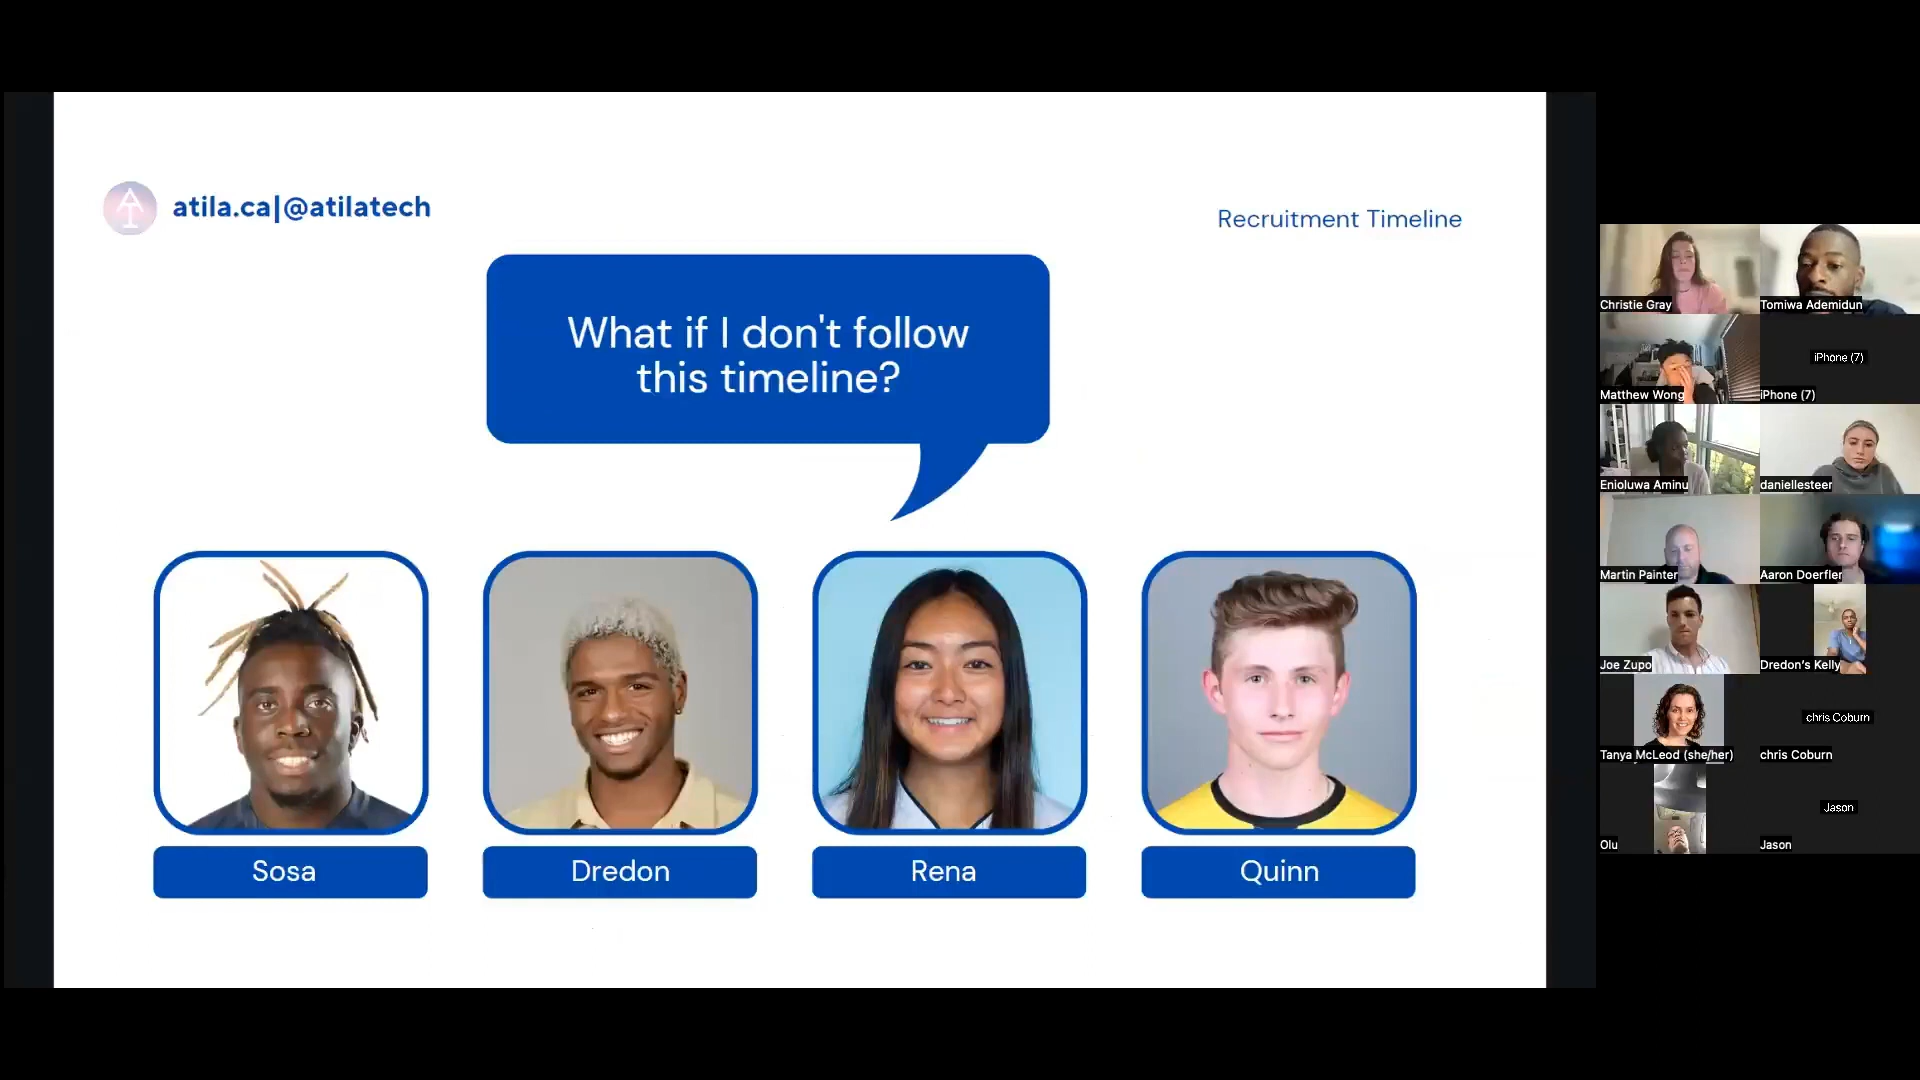 atila.ca|@atilatech
Recruitment Timeline
What if I don't follow
this timeline?
Sosa
Dredon
Rena
Quinn
Christie Gray
Tomiwa Ademidun
Matthew Wong
iPhone (7)
iPhone (7)
Enioluwa Aminu
daniellesteer
Martin Painter
Aaron Doerfler
Joe Zupo
Dredon’s Kelly
Tanya McLeod (she/her)
chris Coburn
chris Coburn
Olu
Jason
Jason